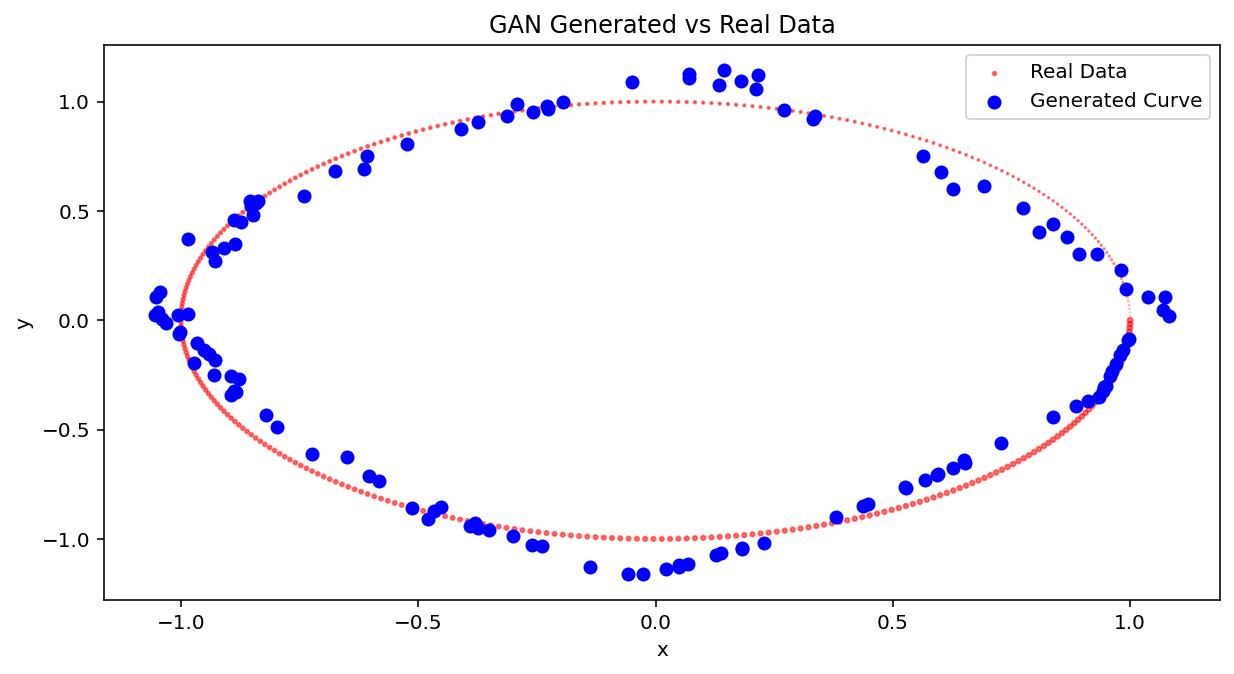 GAN Generated vs Real Data
Real Data
Generated Curve
1.0
0.5
0.0
−0.5
−1.0
y
−1.0 −0.5 0.0 0.5 1.0
x